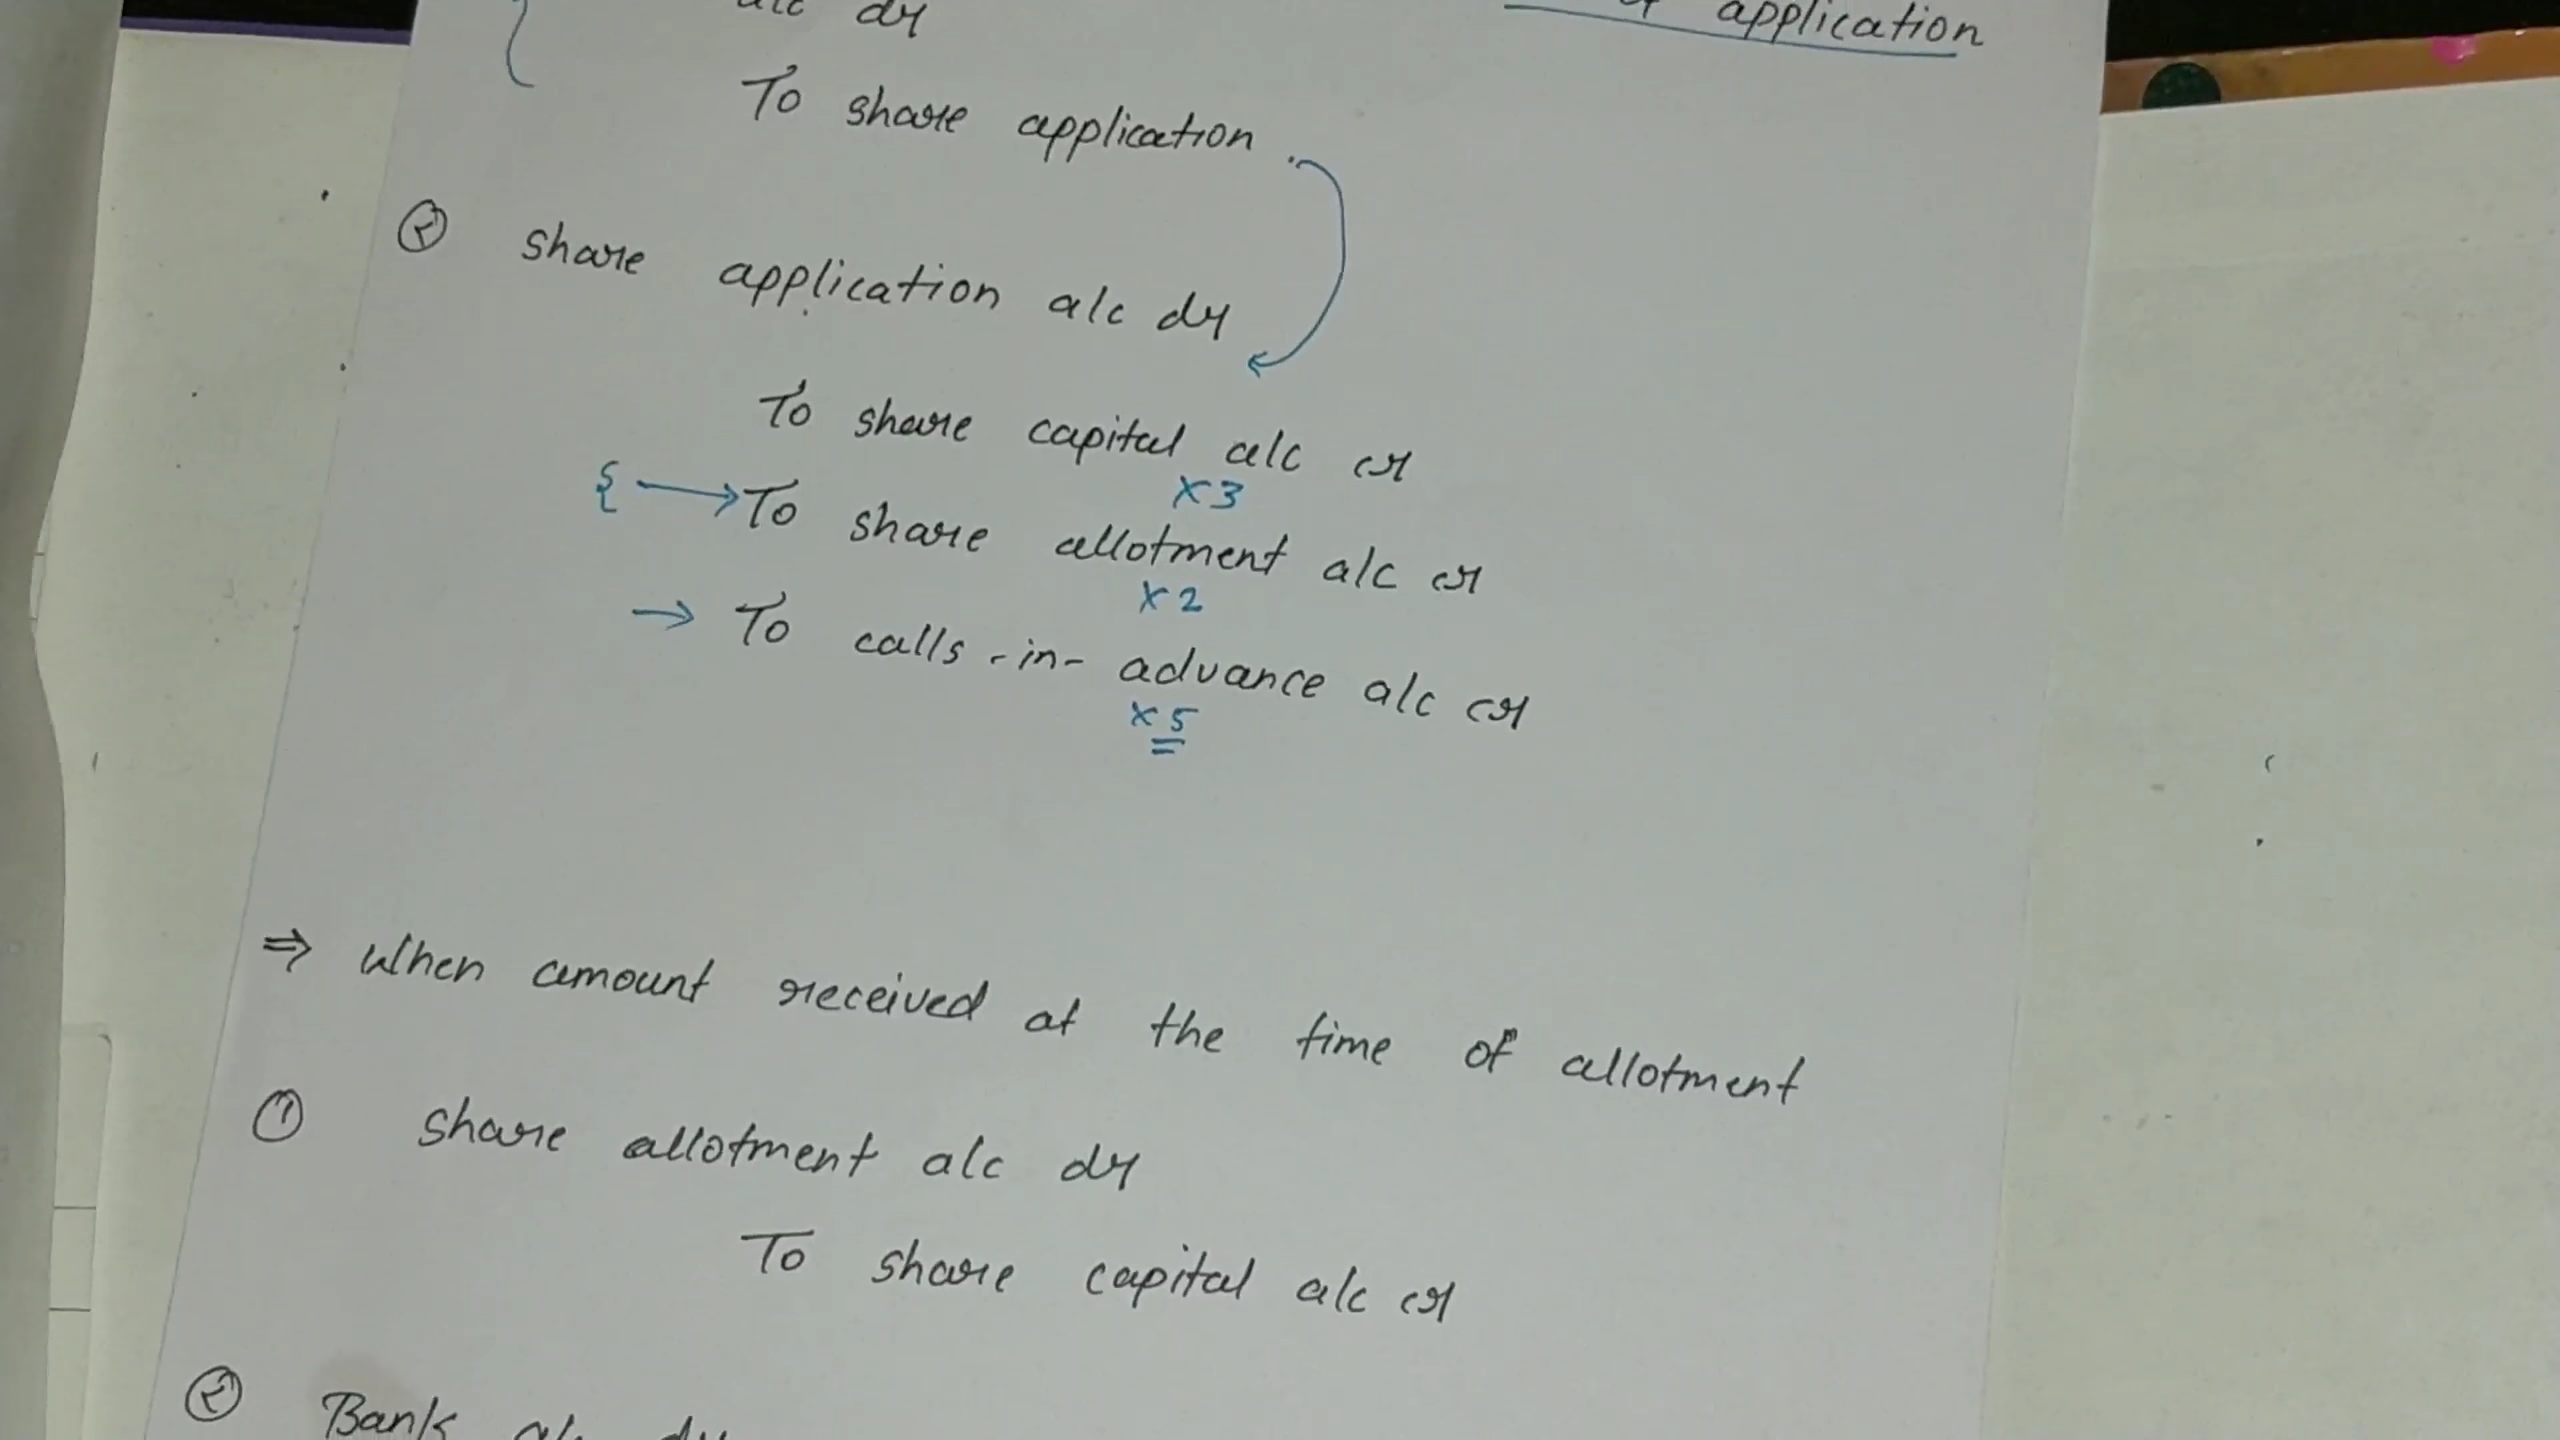 a/c dr
application
To share application
② share application a/c dr
To share capital a/c cr
x 3
{ → To share allotment a/c cr
x 2
→ To calls-in-advance a/c cr
x 5
⇒ When amount received at the time of allotment
① share allotment a/c dr
To share capital a/c cr
② Bank a/c dr